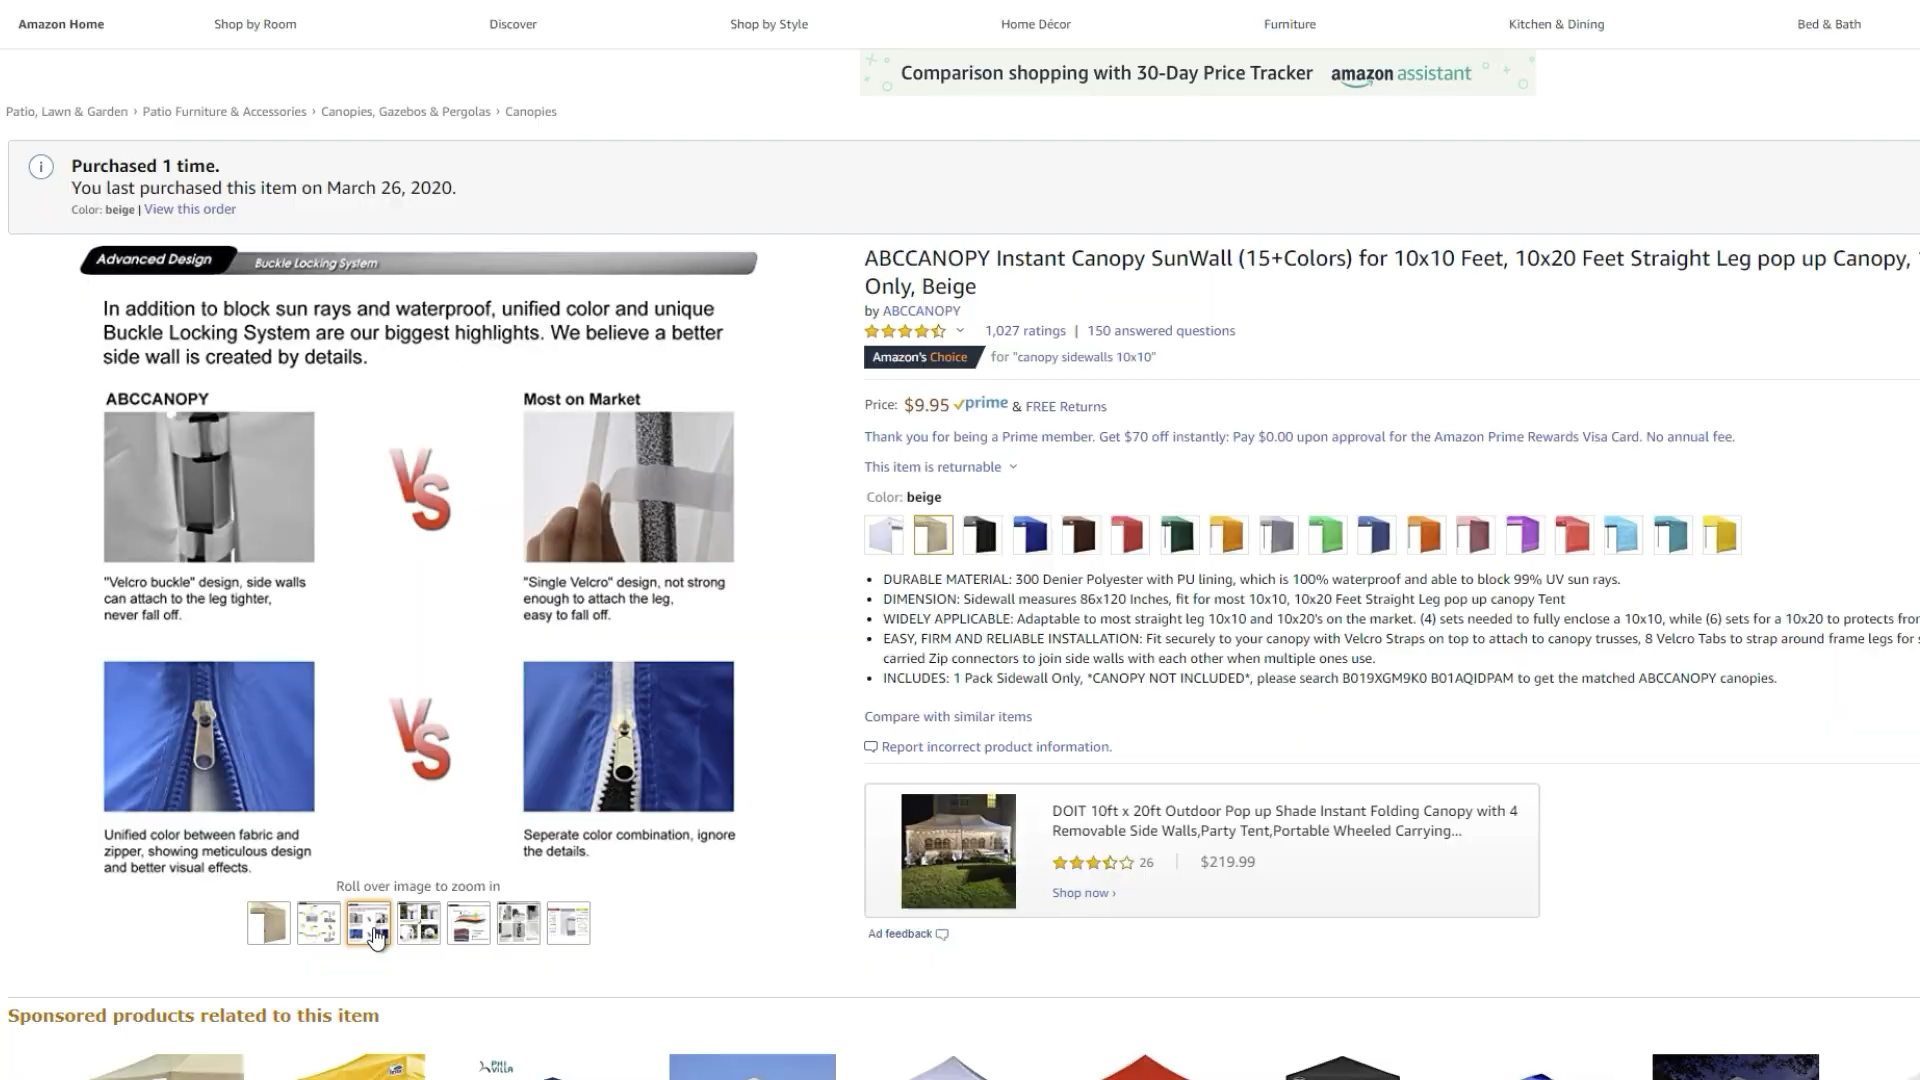 Amazon Home Shop by Room Discover Shop by Style Home Décor Furniture Kitchen & Dining Bed & Bath
Comparison shopping with 30-Day Price Tracker amazon assistant
Patio, Lawn & Garden › Patio Furniture & Accessories › Canopies, Gazebos & Pergolas › Canopies
Purchased 1 time.
You last purchased this item on March 26, 2020.
Color: beige | View this order
Advanced Design Buckle Locking System
In addition to block sun rays and waterproof, unified color and unique
Buckle Locking System are our biggest highlights. We believe a better
side wall is created by details.
ABCCANOPY
Most on Market
VS
"Velcro buckle" design, side walls
can attach to the leg tighter,
never fall off.
"Single Velcro" design, not strong
enough to attach the leg,
easy to fall off.
VS
Unified color between fabric and
zipper, showing meticulous design
and better visual effects.
Seperate color combination, ignore
the details.
Roll over image to zoom in
ABCCANOPY Instant Canopy SunWall (15+Colors) for 10x10 Feet, 10x20 Feet Straight Leg pop up Canopy,
Only, Beige
by ABCCANOPY
1,027 ratings | 150 answered questions
Amazon's Choice for "canopy sidewalls 10x10"
Price: $9.95 prime & FREE Returns
Thank you for being a Prime member. Get $70 off instantly: Pay $0.00 upon approval for the Amazon Prime Rewards Visa Card. No annual fee.
This item is returnable
Color: beige
• DURABLE MATERIAL: 300 Denier Polyester with PU lining, which is 100% waterproof and able to block 99% UV sun rays.
• DIMENSION: Sidewall measures 86x120 Inches, fit for most 10x10, 10x20 Feet Straight Leg pop up canopy Tent
• WIDELY APPLICABLE: Adaptable to most straight leg 10x10 and 10x20's on the market. (4) sets needed to fully enclose a 10x10, while (6) sets for a 10x20 to protects from
• EASY, FIRM AND RELIABLE INSTALLATION: Fit securely to your canopy with Velcro Straps on top to attach to canopy trusses, 8 Velcro Tabs to strap around frame legs for
carried Zip connectors to join side walls with each other when multiple ones use.
• INCLUDES: 1 Pack Sidewall Only, *CANOPY NOT INCLUDED*, please search B019XGM9K0 B01AQIDPAM to get the matched ABCCANOPY canopies.
Compare with similar items
Report incorrect product information.
DOIT 10ft x 20ft Outdoor Pop up Shade Instant Folding Canopy with 4
Removable Side Walls,Party Tent,Portable Wheeled Carrying...
26 | $219.99
Shop now ›
Ad feedback
Sponsored products related to this item
PHI VILLA